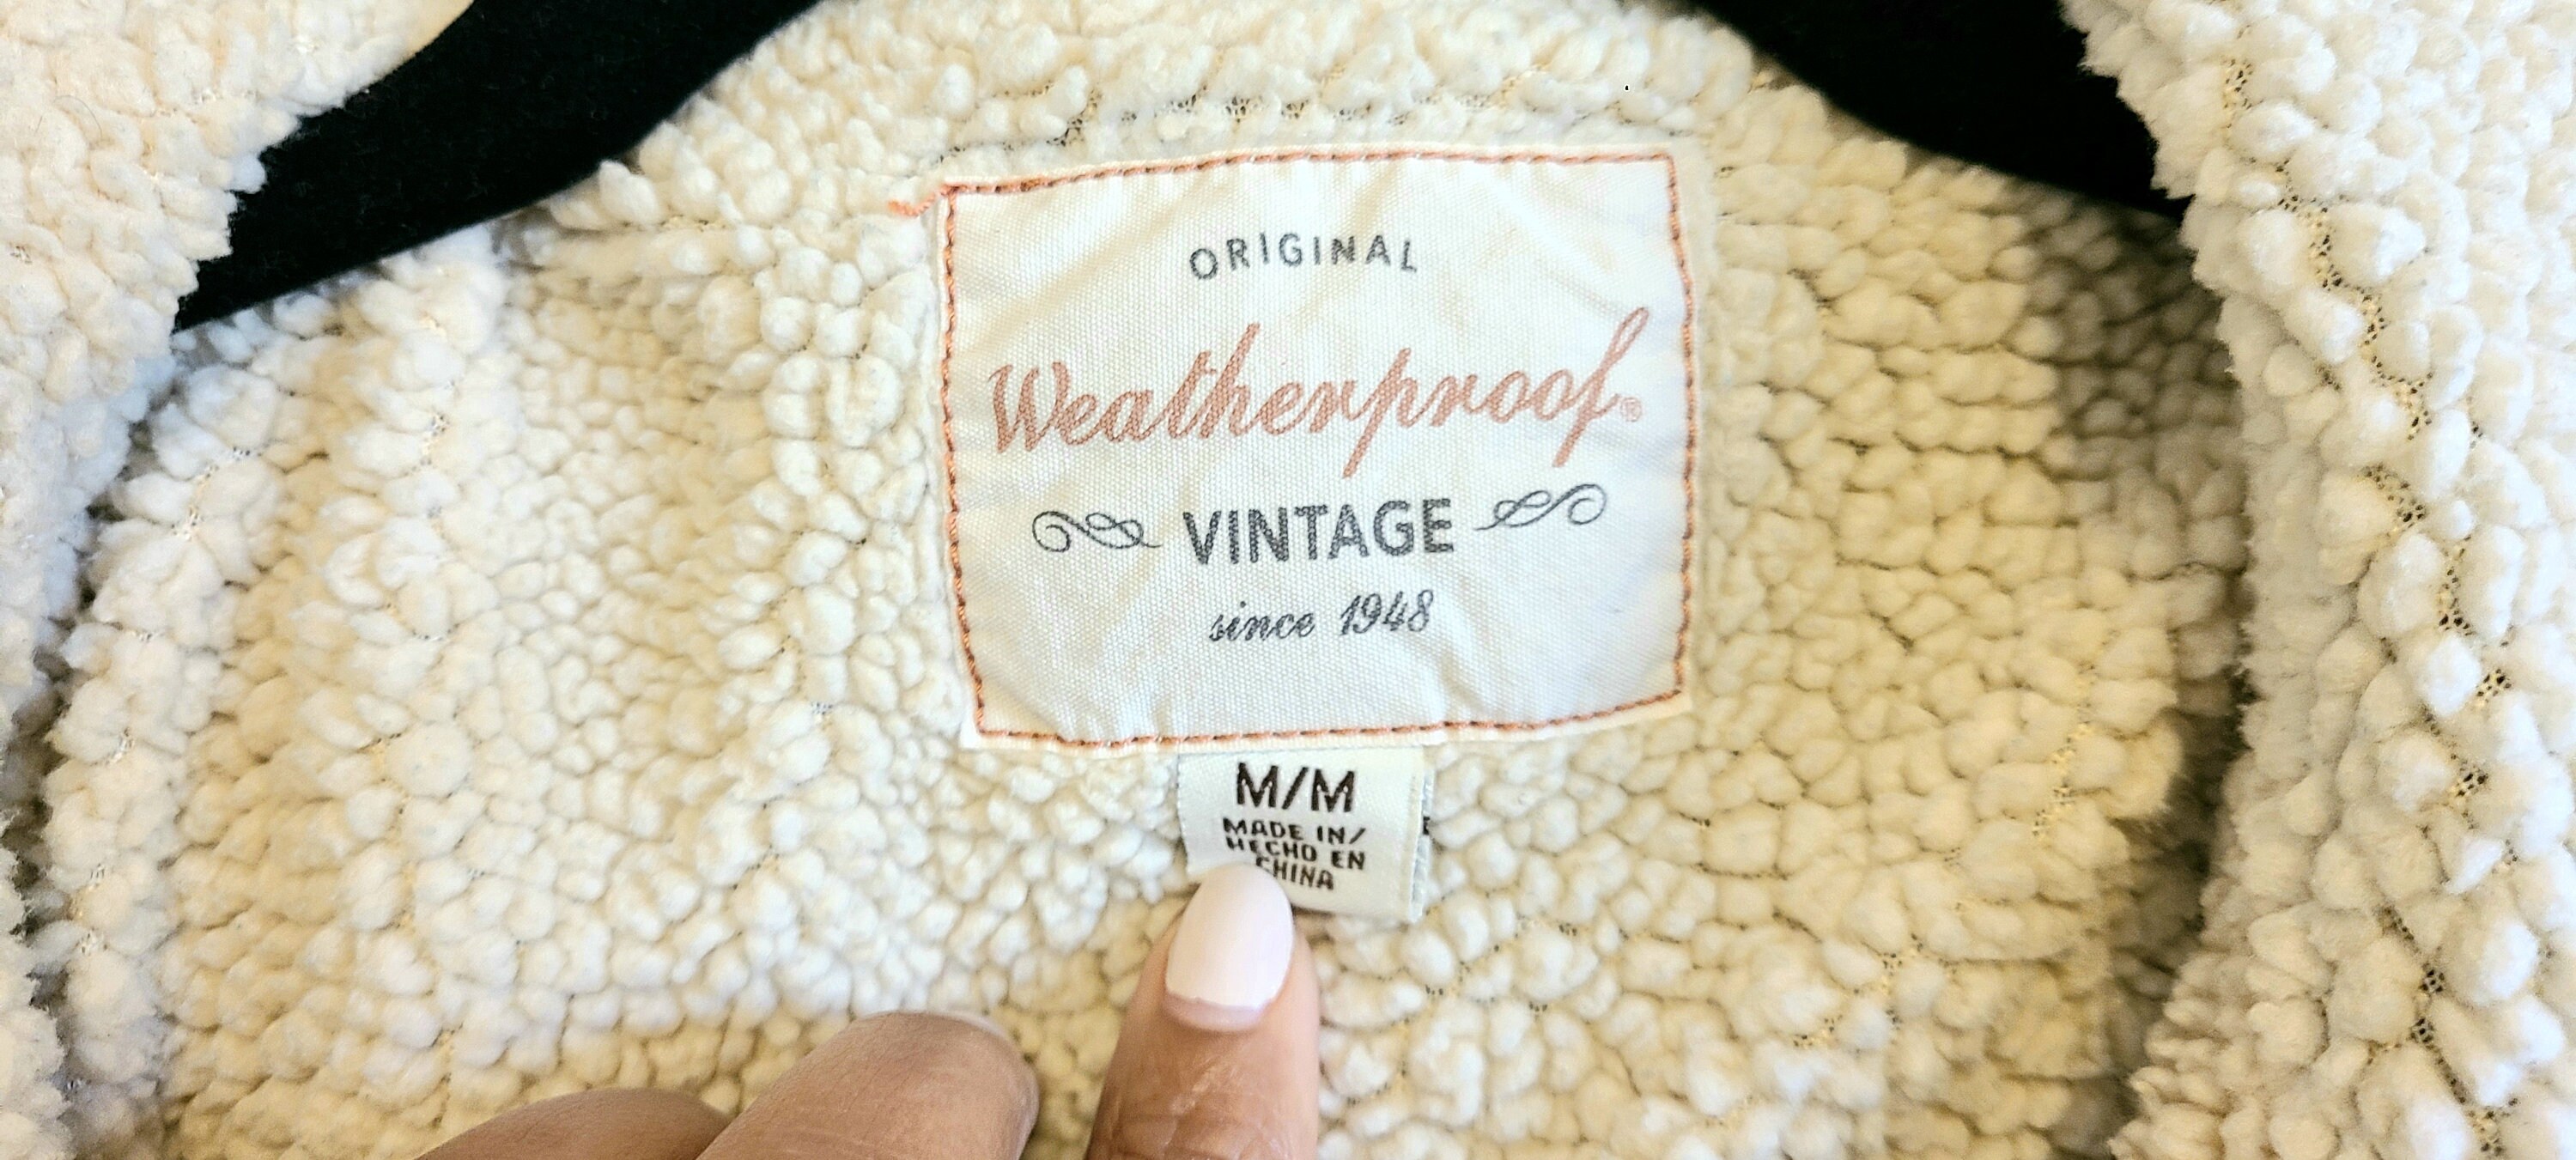 ORIGINAL
Weatherproof®
VINTAGE
since 1948
M/M
MADE IN/
HECHO EN
CHINA